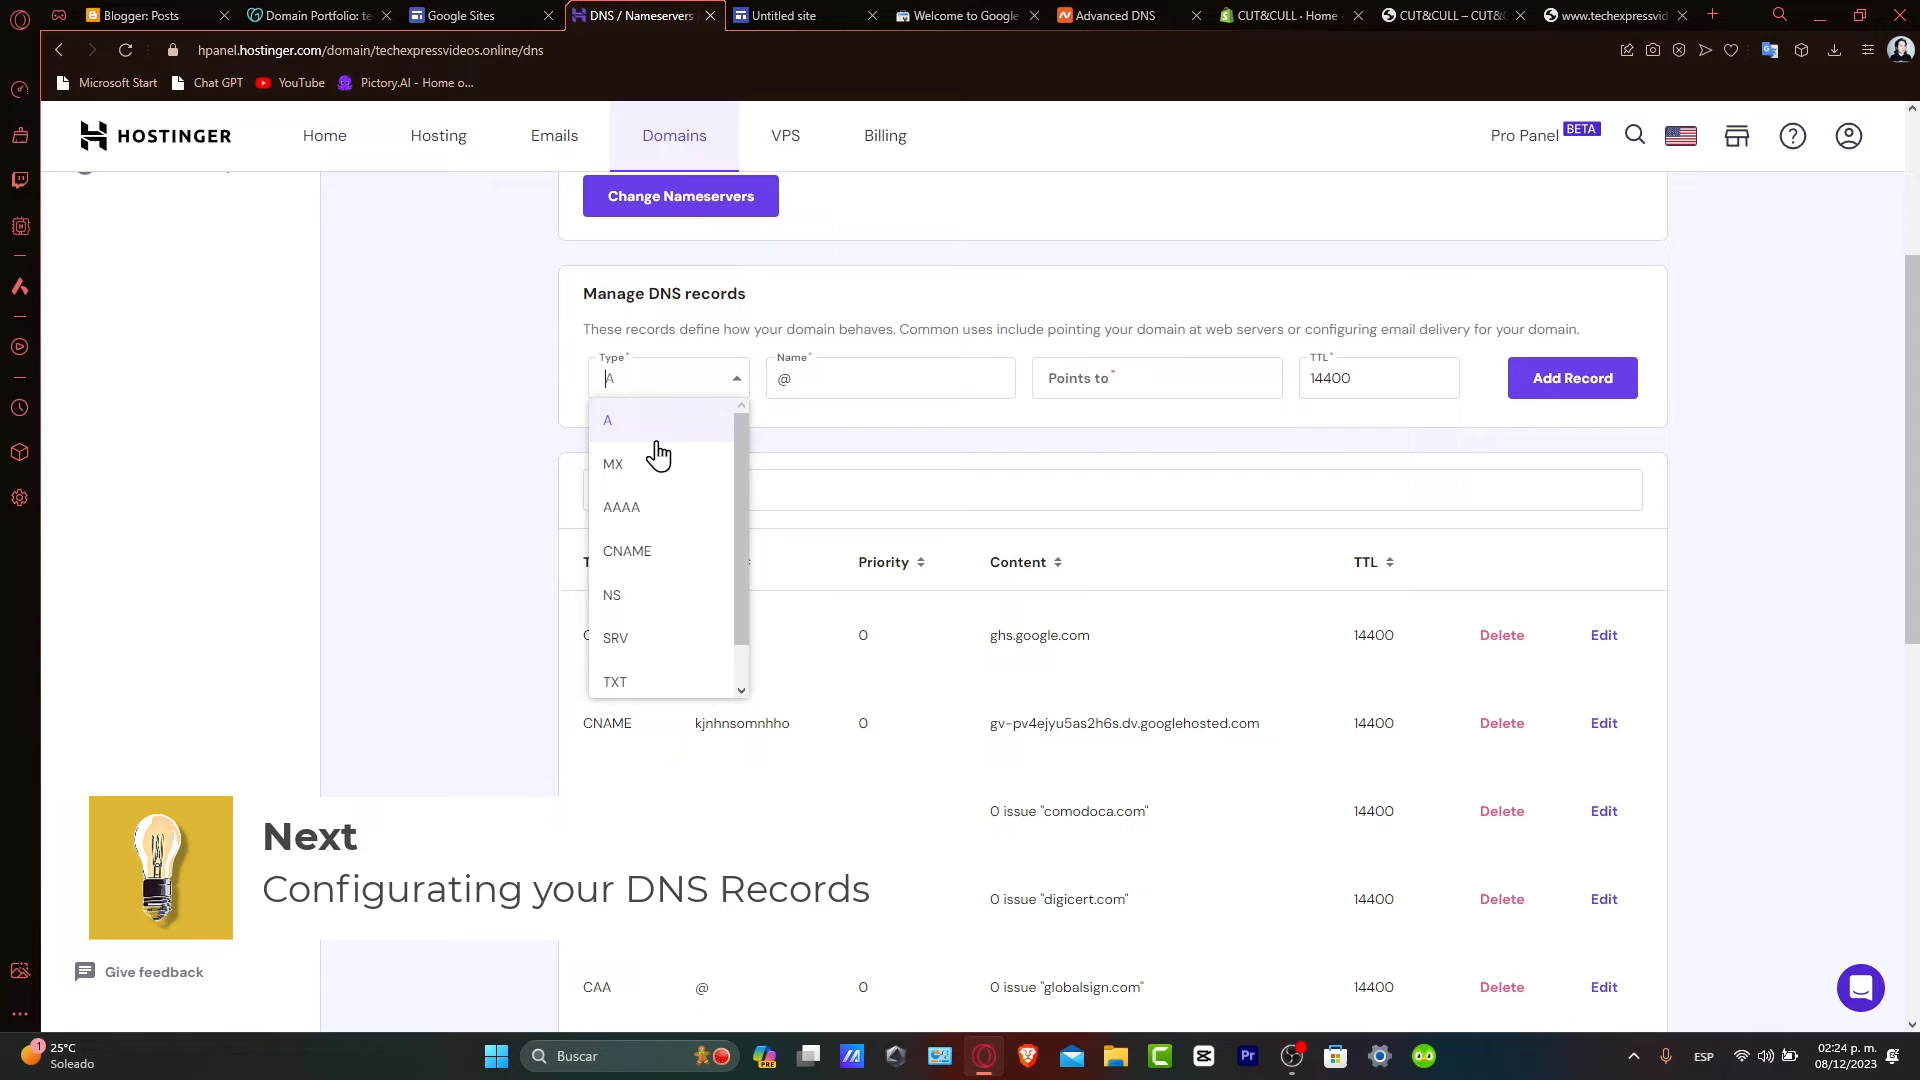 Blogger: Posts
Domain Portfolio: te
Google Sites
DNS / Nameservers
Untitled site
Welcome to Google
Advanced DNS
CUT&CULL · Home
CUT&CULL – CUT&
www.techexpressvid
hpanel.hostinger.com/domain/techexpressvideos.online/dns
Microsoft Start
Chat GPT
YouTube
Pictory.AI - Home o...
HOSTINGER
Home
Hosting
Emails
Domains
VPS
Billing
Pro Panel BETA
Change Nameservers
Manage DNS records
These records define how your domain behaves. Common uses include pointing your domain at web servers or configuring email delivery for your domain.
Type*
A
Name*
@
Points to*
TTL*
14400
Add Record
A
MX
AAAA
CNAME
NS
SRV
TXT
Priority
Content
TTL
0
ghs.google.com
14400
Delete
Edit
CNAME
kjnhnsomnhho
0
gv-pv4ejyu5as2h6s.dv.googlehosted.com
14400
Delete
Edit
0 issue "comodoca.com"
14400
Delete
Edit
Next
Configurating your DNS Records
0 issue "digicert.com"
14400
Delete
Edit
Give feedback
CAA
@
0
0 issue "globalsign.com"
14400
Delete
Edit
1
25°C
Soleado
Buscar
PRE
Pr
ESP
02:24 p. m.
08/12/2023